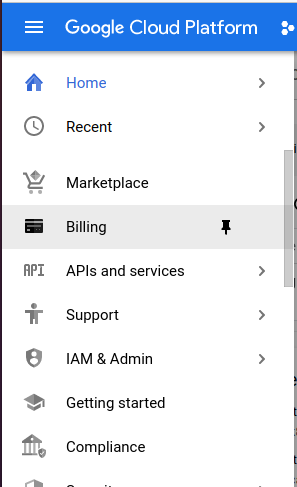 Google Cloud Platform
Home
Recent
Marketplace
Billing
API APIs and services
Support
IAM & Admin
Getting started
Compliance